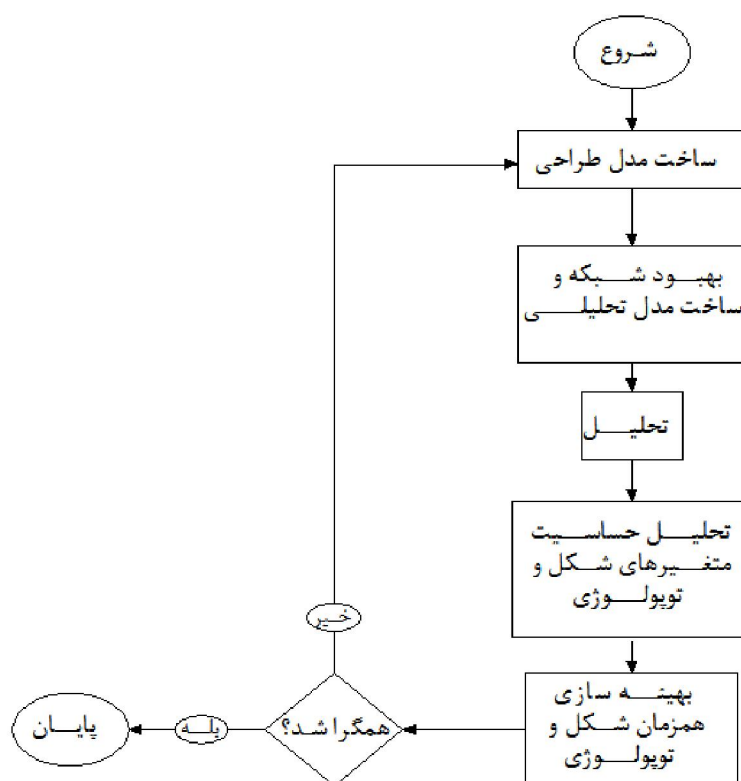 شروع
ساخت مدل طراحی
بهبود شبکه و
ساخت مدل تحلیلی
تحلیل
تحلیل حساسیت
متغیرهای شکل و
توپولوژی
بهینه سازی
همزمان شکل و
توپولوژی
همگرا شد؟
خیر
بله
پایان